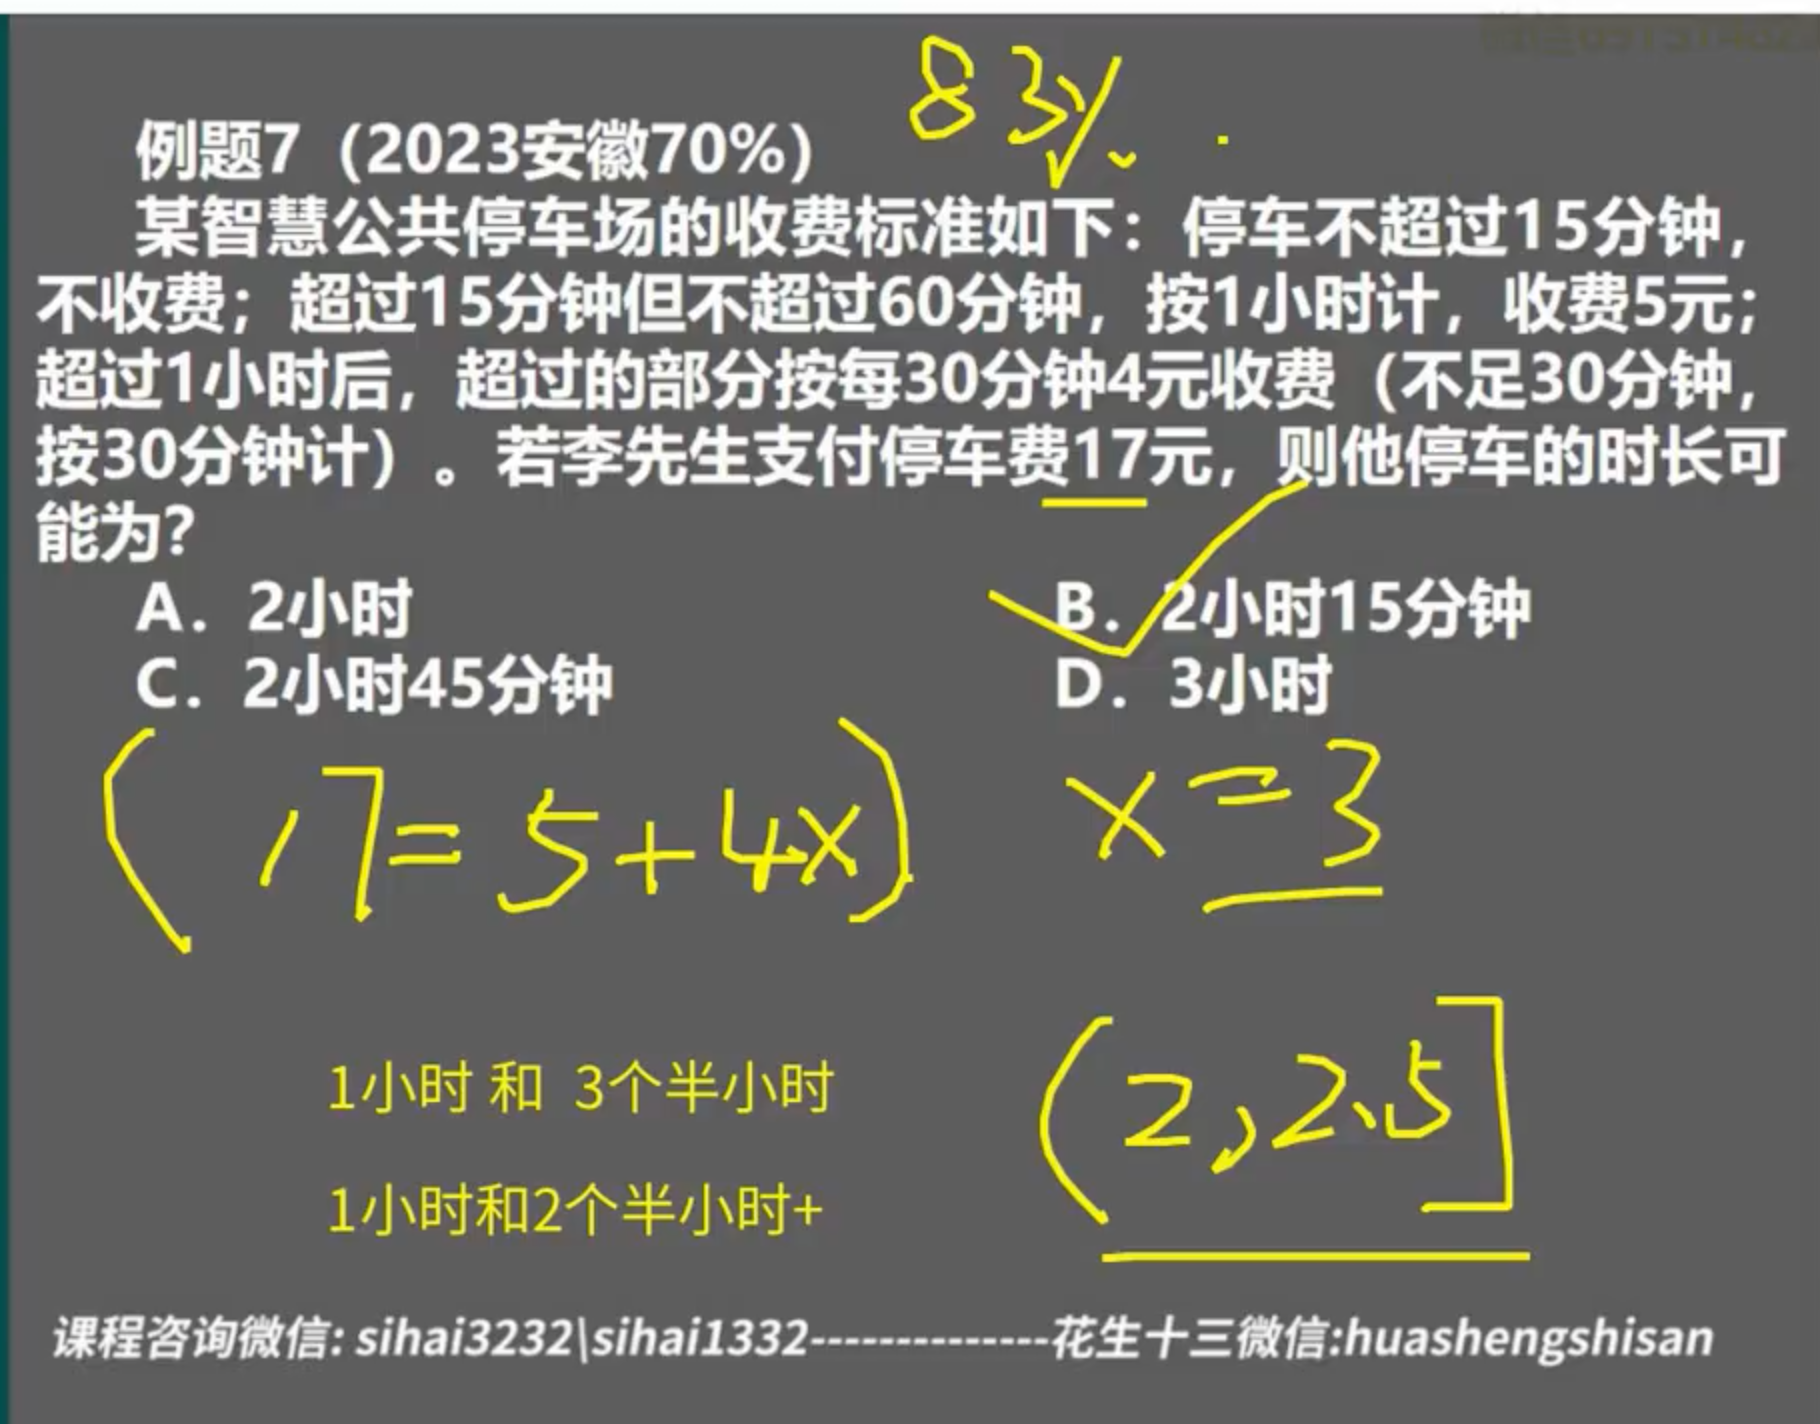 83%
例题7（2023安徽70%）
某智慧公共停车场的收费标准如下：停车不超过15分钟，
不收费；超过15分钟但不超过60分钟，按1小时计，收费5元；
超过1小时后，超过的部分按每30分钟4元收费（不足30分钟，
按30分钟计）。若李先生支付停车费17元，则他停车的时长可
能为？
A．2小时
B．2小时15分钟
C．2小时45分钟
D．3小时
(17=5+4x)
x=3
1小时 和 3个半小时
(2,2.5]
1小时和2个半小时+
课程咨询微信: sihai3232\sihai1332--------------花生十三微信:huashengshisan